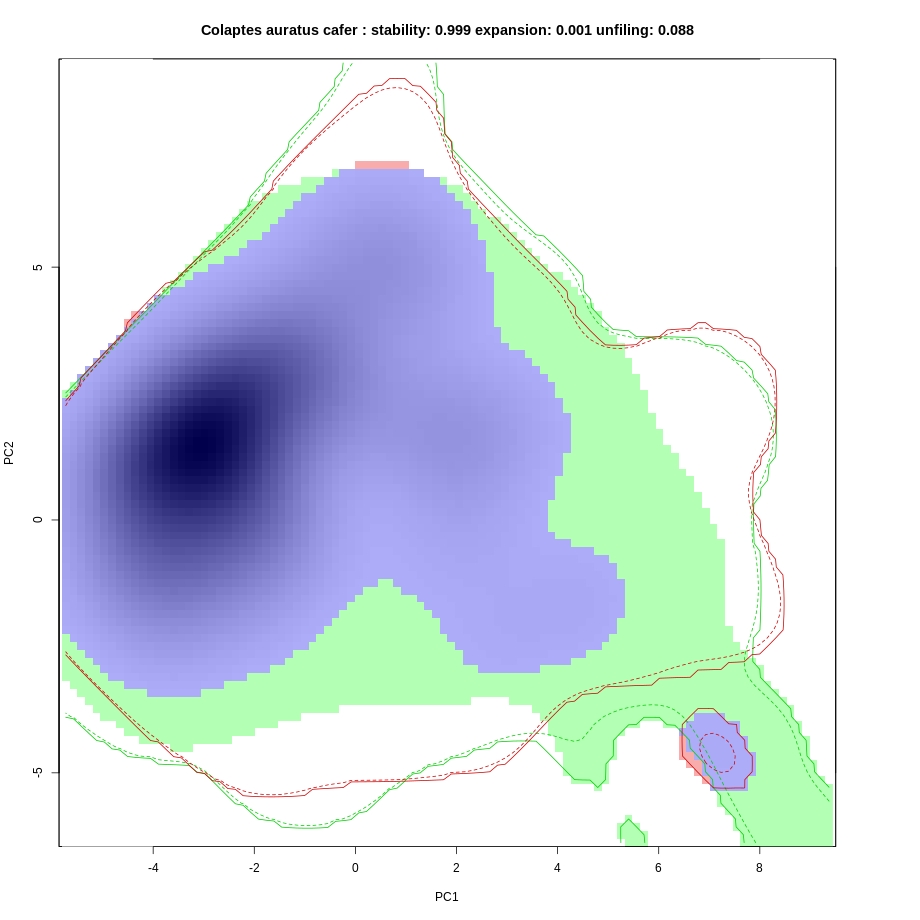 Colaptes auratus cafer : stability: 0.999 expansion: 0.001 unfiling: 0.088
5
0
-5
PC2
-4 -2 0 2 4 6 8
PC1